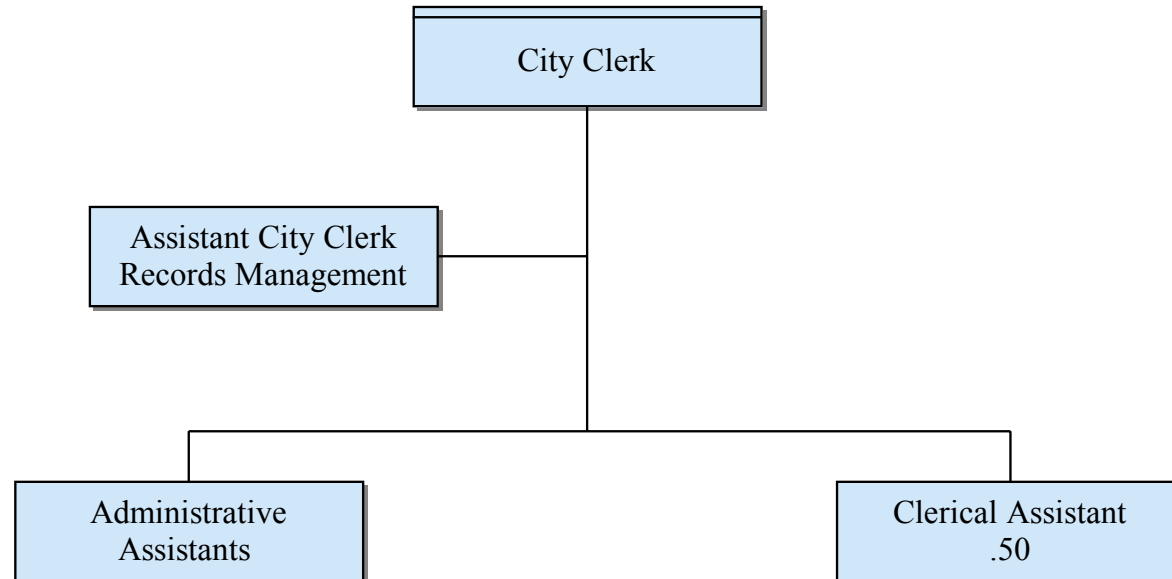 City Clerk
Assistant City Clerk
Records Management
Administrative
Assistants
Clerical Assistant
.50